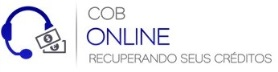 COB
ONLINE
RECUPERANDO SEUS CRÉDITOS